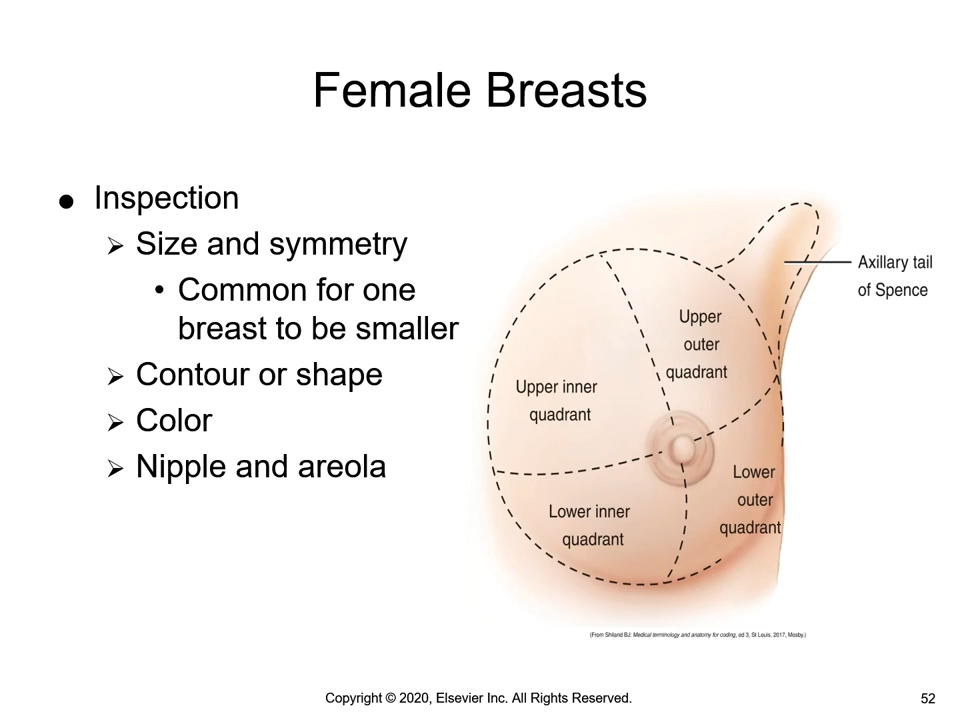 Female Breasts
● Inspection
➢ Size and symmetry
• Common for one
breast to be smaller
➢ Contour or shape
➢ Color
➢ Nipple and areola
Axillary tail
of Spence
Upper
outer
quadrant
Upper inner
quadrant
Lower
outer
quadrant
Lower inner
quadrant
(From Shiland BJ: Medical terminology and anatomy for coding, ed 3, St Louis, 2017, Mosby.)
Copyright © 2020, Elsevier Inc. All Rights Reserved.
52